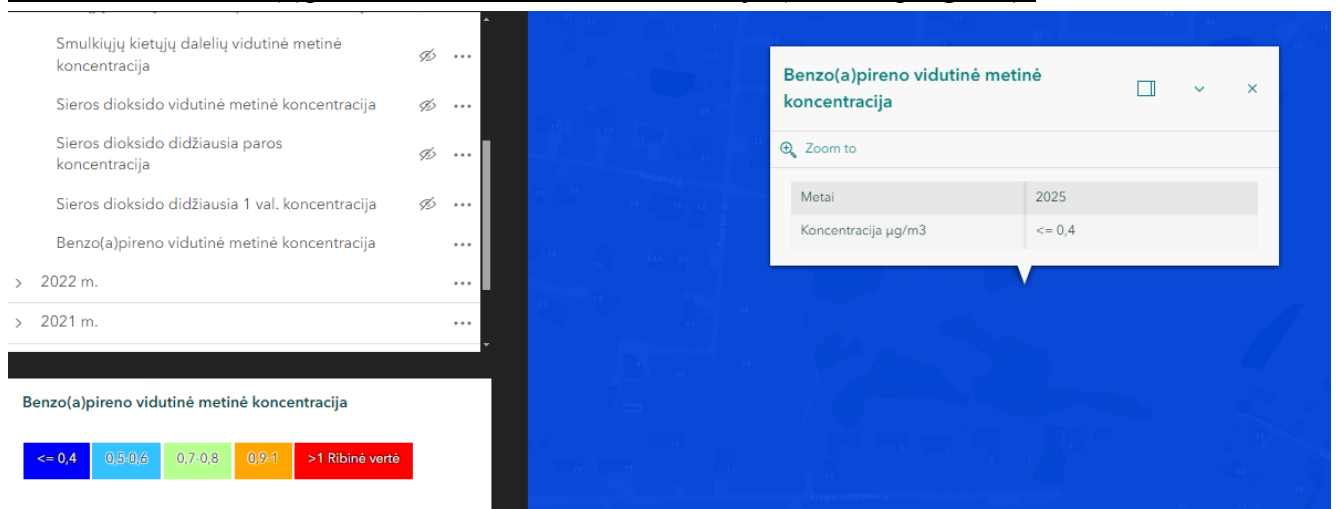 Smulkiųjų kietųjų dalelių vidutinė metinė
koncentracija
Sieros dioksido vidutinė metinė koncentracija
Sieros dioksido didžiausia paros
koncentracija
Sieros dioksido didžiausia 1 val. koncentracija
Benzo(a)pireno vidutinė metinė koncentracija
2022 m.
2021 m.
Benzo(a)pireno vidutinė metinė koncentracija
<= 0,4 0,5-0,6 0,7-0,8 0,9-1 >1 Ribinė vertė
Benzo(a)pireno vidutinė metinė
koncentracija
Zoom to
Metai 2025
Koncentracija µg/m3 <= 0,4